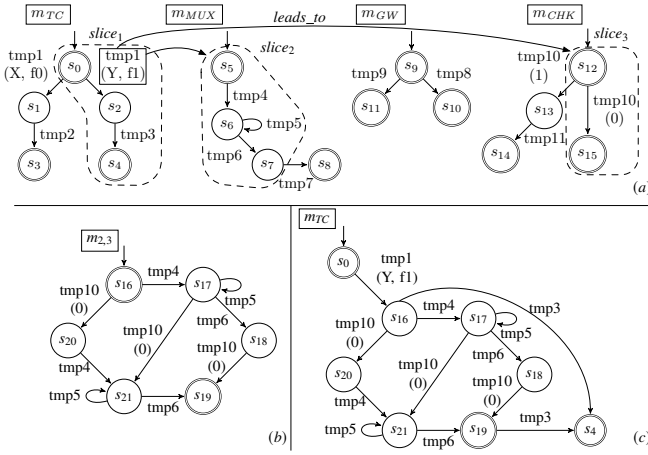 m_TC
m_MUX
leads_to
m_GW
m_CHK
slice_1
slice_2
slice_3
tmp1
(X, f0)
s_0
tmp1
(Y, f1)
s_5
s_9
tmp10
(1)
s_12
s_1
s_2
tmp4
tmp9
tmp8
s_13
tmp10
(0)
tmp2
tmp3
s_6
tmp5
s_11
s_10
tmp11
tmp6
s_3
s_4
s_7
tmp7
s_8
s_14
s_15
(a)
m_{2,3}
s_16
tmp4
s_17
tmp5
tmp10
(0)
tmp6
s_20
tmp10
(0)
s_18
tmp4
tmp10
(0)
tmp5
s_21
tmp6
s_19
(b)
m_TC
s_0
tmp1
(Y, f1)
s_16
tmp4
s_17
tmp3
tmp5
tmp10
(0)
tmp6
s_20
tmp10
(0)
s_18
tmp4
tmp10
(0)
tmp5
s_21
tmp6
s_19
tmp3
s_4
(c)